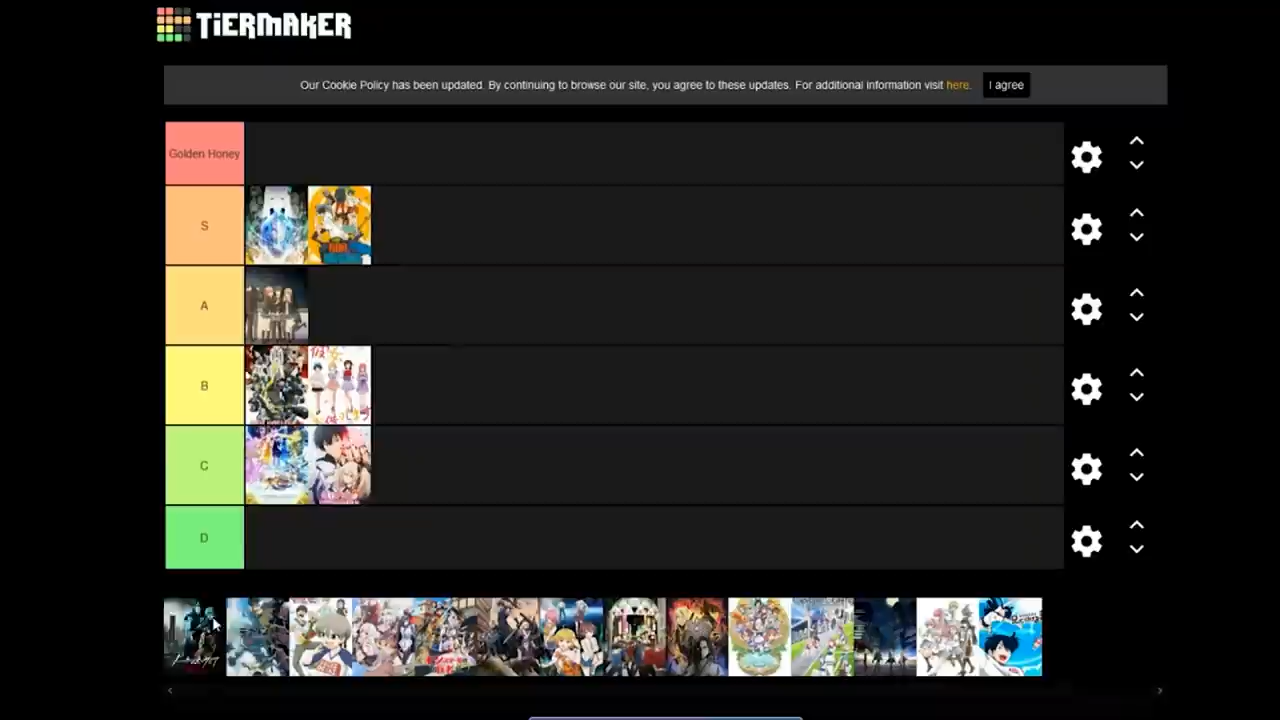 TiERMAKER
Our Cookie Policy has been updated. By continuing to browse our site, you agree to these updates. For additional information visit here.
I agree
Golden Honey
S
A
B
C
D